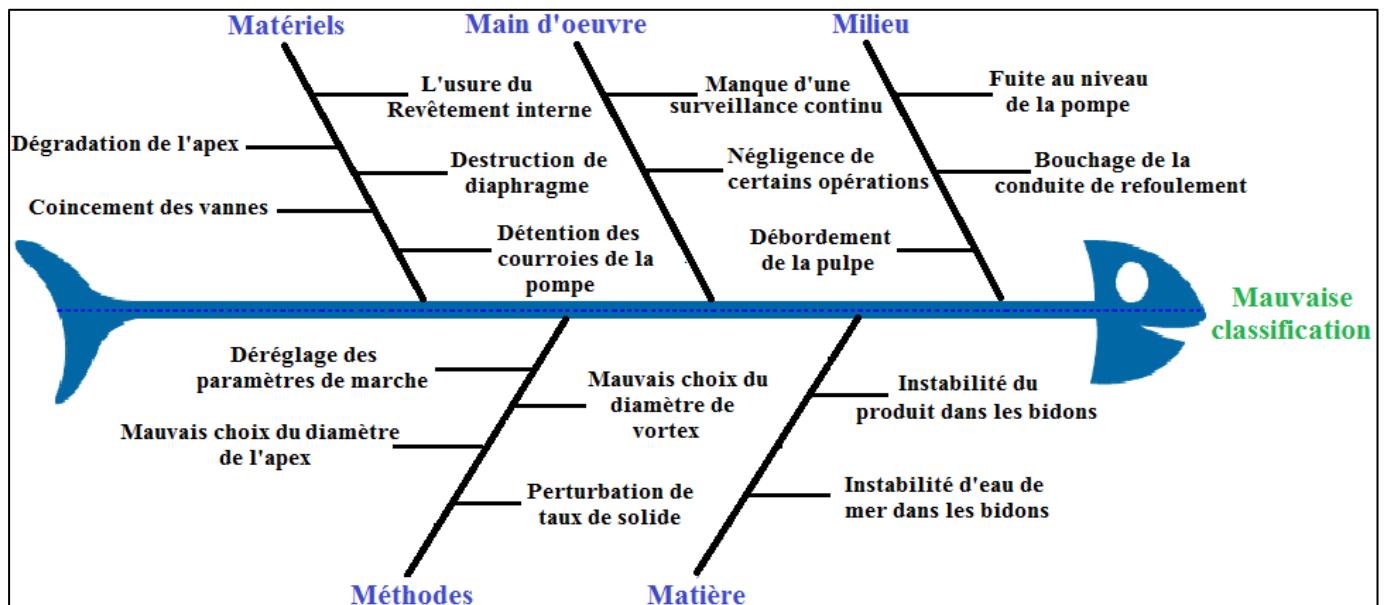 Matériels
Main d'oeuvre
Milieu
L'usure du
Revêtement interne
Dégradation de l'apex
Destruction de
diaphragme
Coincement des vannes
Détention des
courroies de la
pompe
Manque d'une
surveillance continu
Négligence de
certains opérations
Fuite au niveau
de la pompe
Bouchage de la
conduite de refoulement
Débordement
de la pulpe
Mauvaise
classification
Déréglage des
paramètres de marche
Mauvais choix du
diamètre de
vortex
Mauvais choix du diamètre
de l'apex
Perturbation de
taux de solide
Instabilité du
produit dans les bidons
Instabilité d'eau de
mer dans les bidons
Méthodes
Matière